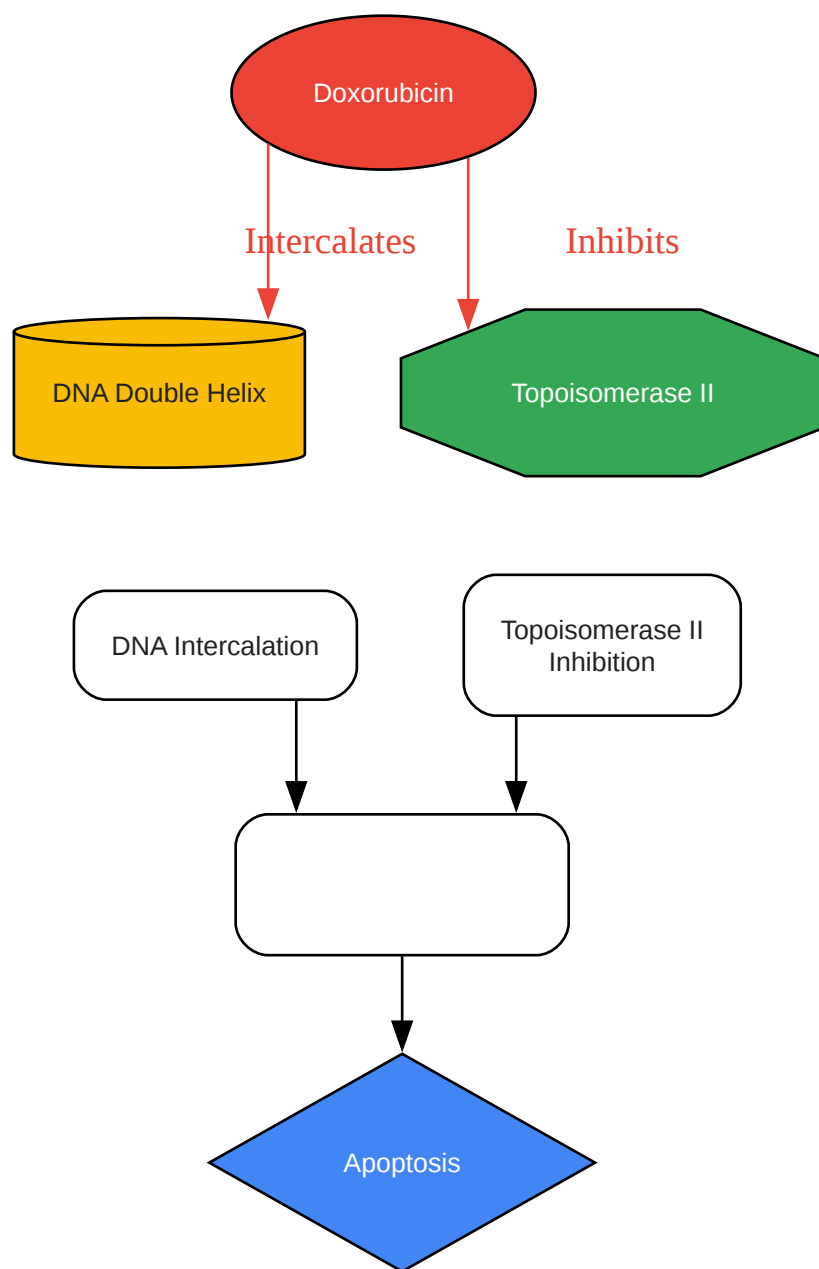 Doxorubicin
Intercalates
Inhibits
DNA Double Helix
Topoisomerase II
DNA Intercalation
Topoisomerase II
Inhibition
Apoptosis